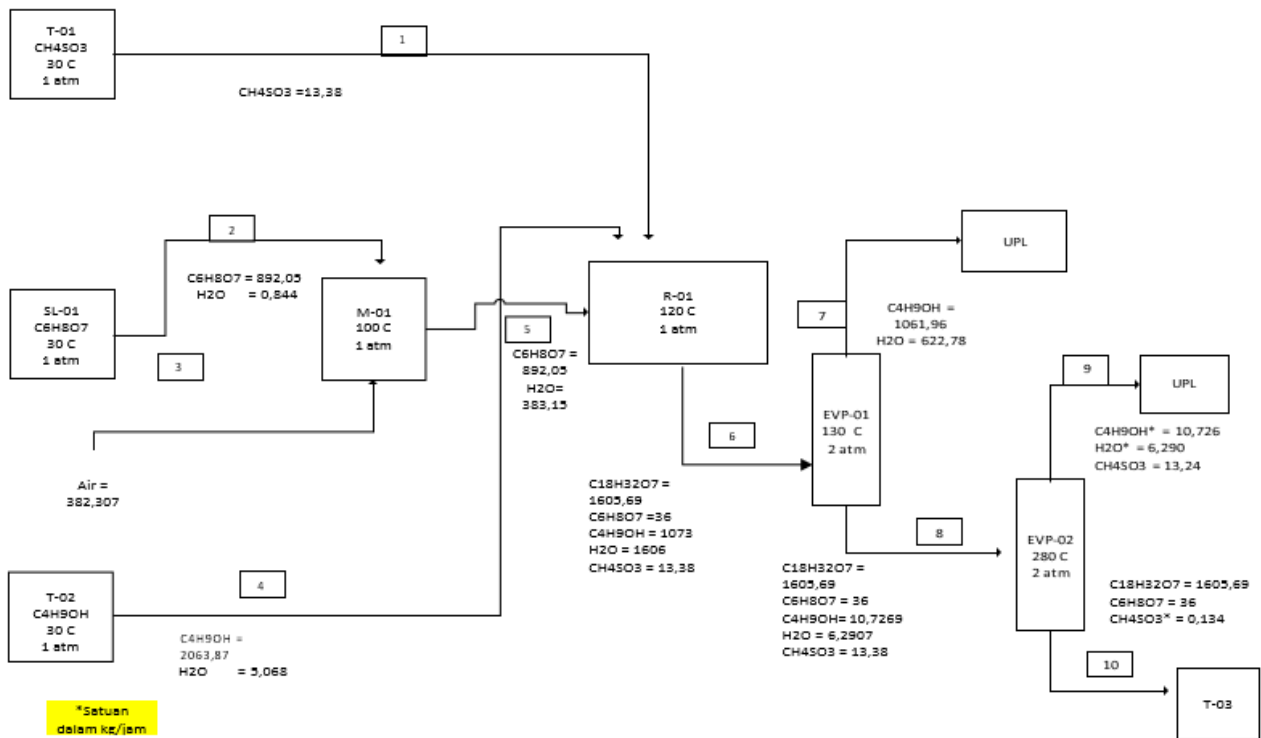 T-01
CH4SO3
30 C
1 atm
1
CH4SO3 =13,38
2
C6H8O7 = 892,05
H2O = 0,844
SL-01
C6H8O7
30 C
1 atm
3
M-01
100 C
1 atm
Air =
382,307
5
C6H8O7 =
892,05
H2O=
383,15
R-01
120 C
1 atm
6
C18H32O7 =
1605,69
C6H8O7 =36
C4H9OH = 1073
H2O = 1606
CH4SO3 = 13,38
T-02
C4H9OH
30 C
1 atm
4
C4H9OH =
2063,87
H2O = 5,068
UPL
7
C4H9OH =
1061,96
H2O = 622,78
EVP-01
130 C
2 atm
8
C18H32O7 =
1605,69
C6H8O7 = 36
C4H9OH= 10,7269
H2O = 6,2907
CH4SO3 = 13,38
9
UPL
C4H9OH* = 10,726
H2O* = 6,290
CH4SO3 = 13,24
EVP-02
280 C
2 atm
C18H32O7 = 1605,69
C6H8O7 = 36
CH4SO3* = 0,134
10
T-03
*Satuan
dalam kg/jam